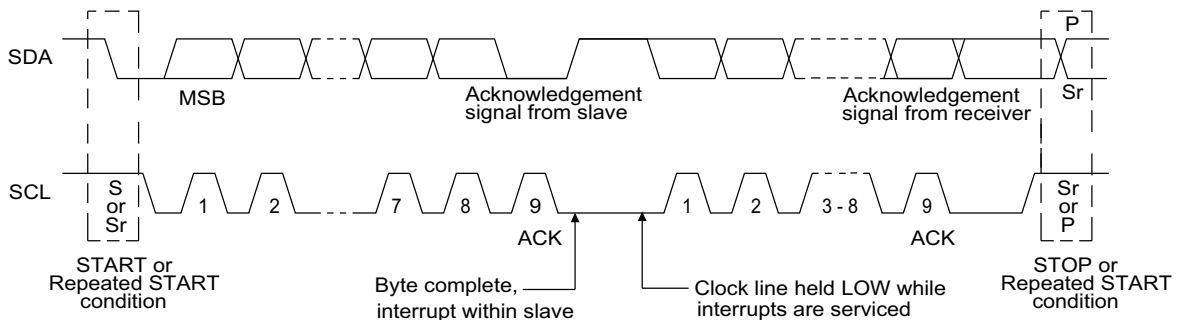 P
SDA
MSB
Acknowledgement
signal from slave
Acknowledgement
signal from receiver
Sr
SCL
S
or
Sr
1
2
7
8
9
1
2
3 - 8
9
Sr
or
P
ACK
ACK
START or
Repeated START
condition
Byte complete,
interrupt within slave
Clock line held LOW while
interrupts are serviced
STOP or
Repeated START
condition